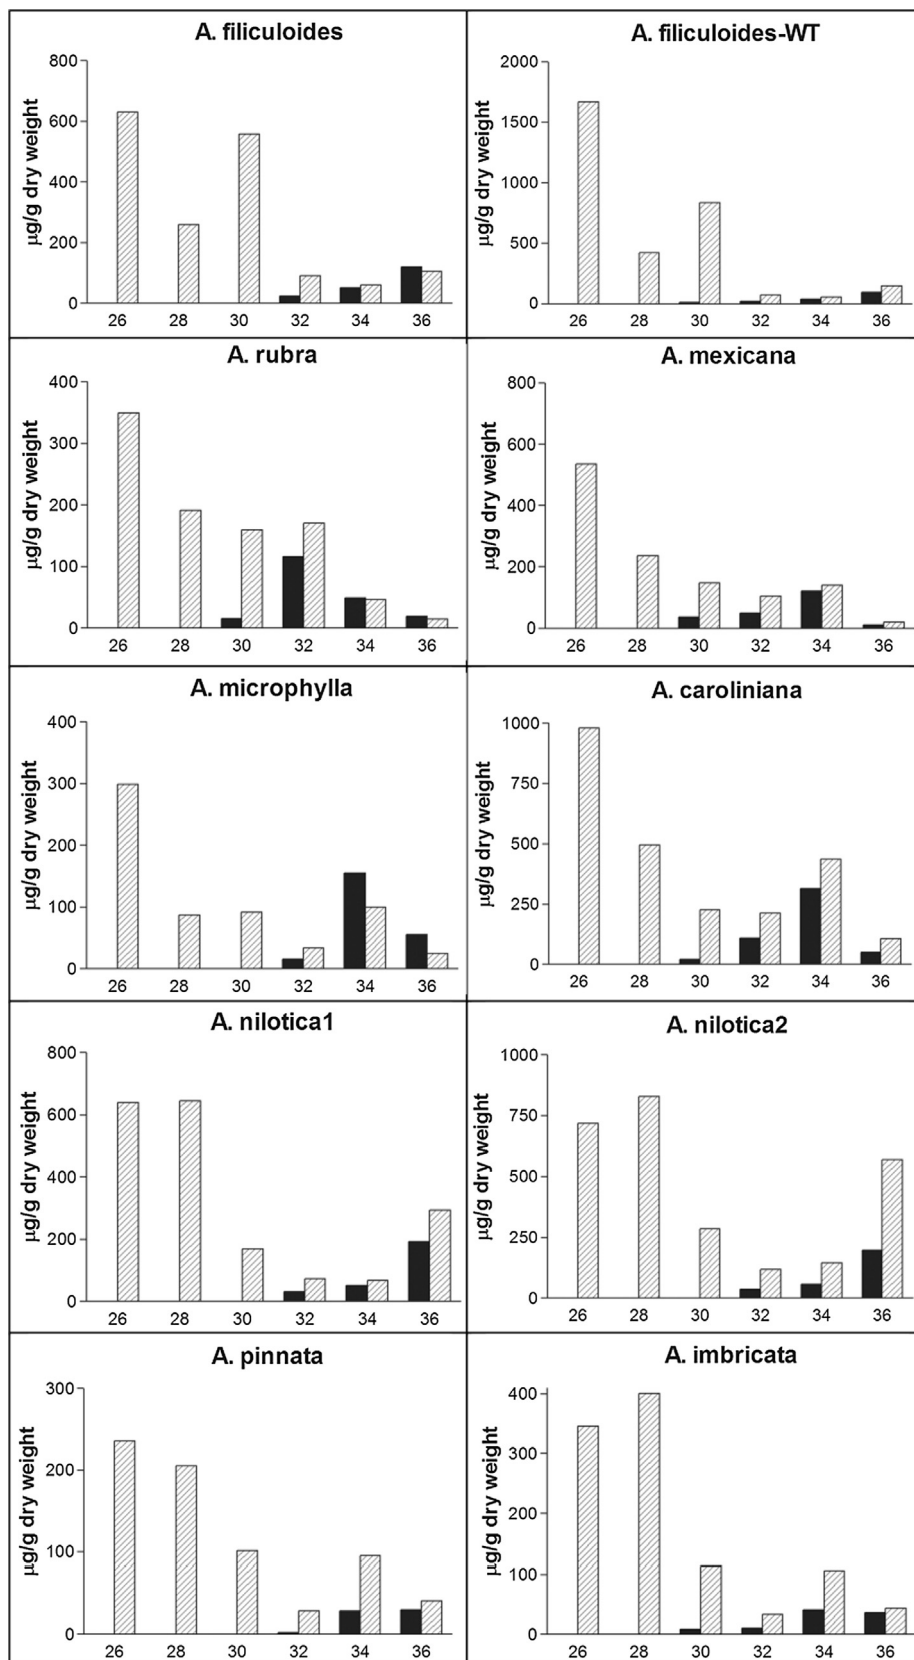 A. filiculoides
μg/g dry weight
800
600
400
200
0
26 28 30 32 34 36
A. filiculoides-WT
μg/g dry weight
2000
1500
1000
500
0
26 28 30 32 34 36
A. rubra
μg/g dry weight
400
300
200
100
0
26 28 30 32 34 36
A. mexicana
μg/g dry weight
800
600
400
200
0
26 28 30 32 34 36
A. microphylla
μg/g dry weight
400
300
200
100
0
26 28 30 32 34 36
A. caroliniana
μg/g dry weight
1000
750
500
250
0
26 28 30 32 34 36
A. nilotica1
μg/g dry weight
800
600
400
200
0
26 28 30 32 34 36
A. nilotica2
μg/g dry weight
1000
750
500
250
0
26 28 30 32 34 36
A. pinnata
μg/g dry weight
300
200
100
0
26 28 30 32 34 36
A. imbricata
μg/g dry weight
400
300
200
100
0
26 28 30 32 34 36